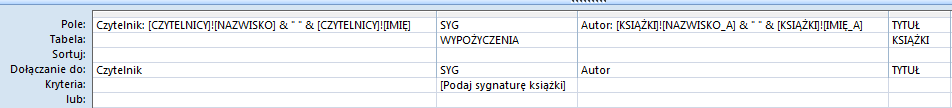 Pole: Czytelnik: [CZYTELNICY]![NAZWISKO] & " " & [CZYTELNICY]![IMIĘ] SYG Autor: [KSIĄŻKI]![NAZWISKO_A] & " " & [KSIĄŻKI]![IMIĘ_A] TYTUŁ
Tabela: WYPOŻYCZENIA KSIĄŻKI
Sortuj:
Dołączanie do: Czytelnik SYG Autor TYTUŁ
Kryteria: [Podaj sygnaturę książki]
lub: